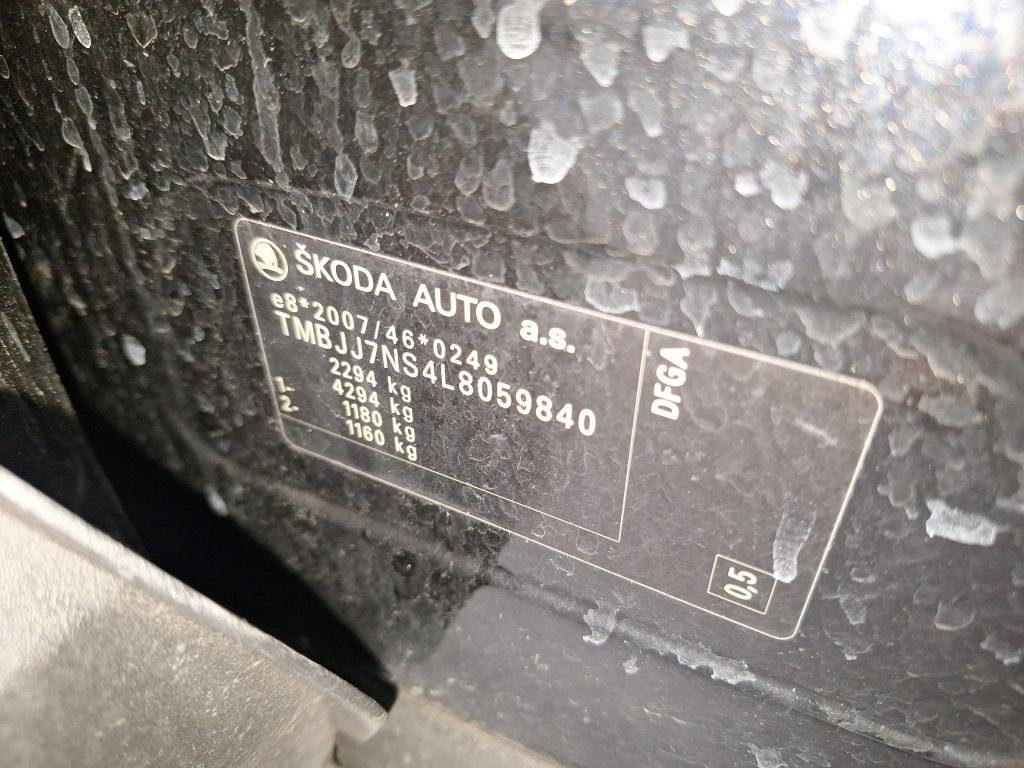 ŠKODA AUTO a.s.
e8*2007/46*0249
TMBJJ7NS4L8059840
2294 kg
4294 kg
1- 1180 kg
2- 1160 kg
DFGA
0,5